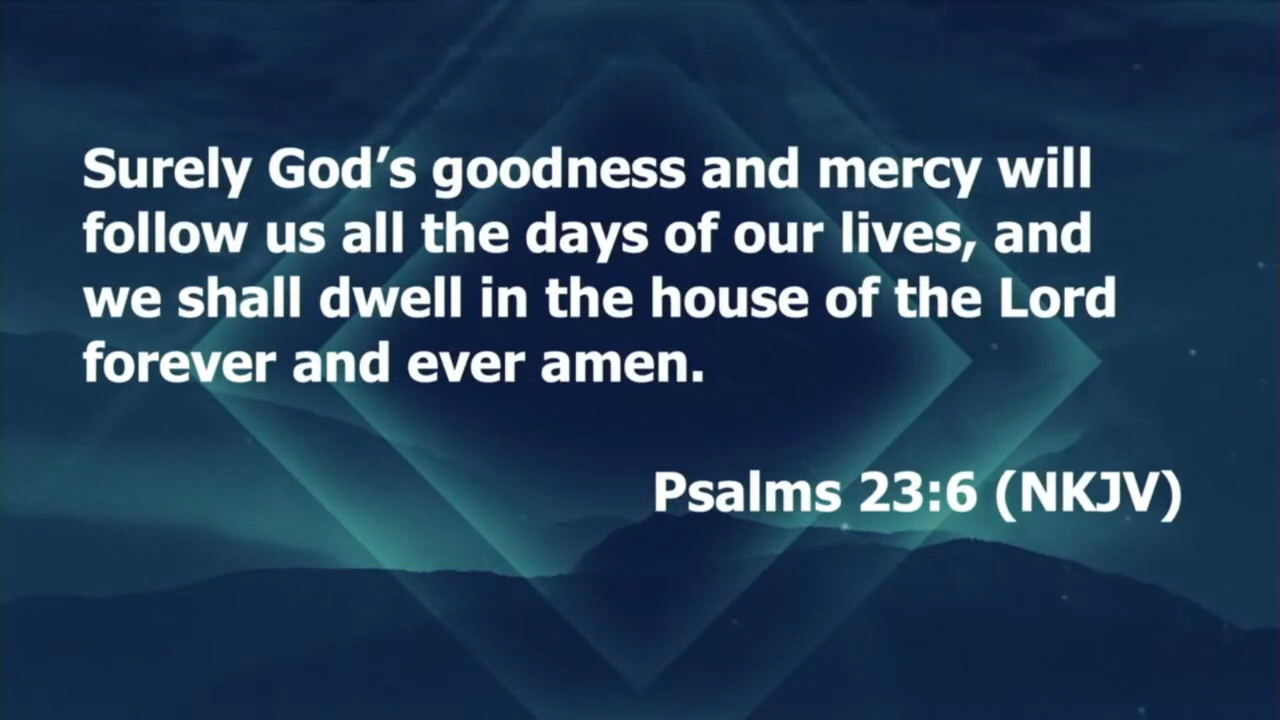 Surely God’s goodness and mercy will
follow us all the days of our lives, and
we shall dwell in the house of the Lord
forever and ever amen.
Psalms 23:6 (NKJV)